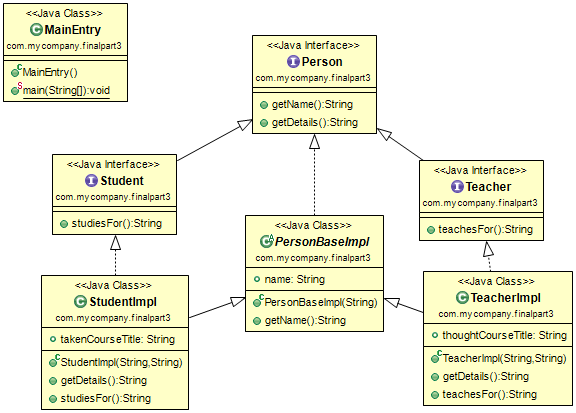 <<Java Class>>
MainEntry
com.mycompany.finalpart3
MainEntry()
main(String[]):void
<<Java Interface>>
Person
com.mycompany.finalpart3
getName():String
getDetails():String
<<Java Interface>>
Student
com.mycompany.finalpart3
studiesFor():String
<<Java Interface>>
Teacher
com.mycompany.finalpart3
teachesFor():String
<<Java Class>>
PersonBaseImpl
com.mycompany.finalpart3
name: String
PersonBaseImpl(String)
getName():String
<<Java Class>>
StudentImpl
com.mycompany.finalpart3
takenCourseTitle: String
StudentImpl(String,String)
getDetails():String
studiesFor():String
<<Java Class>>
TeacherImpl
com.mycompany.finalpart3
thoughtCourseTitle: String
TeacherImpl(String,String)
getDetails():String
teachesFor():String